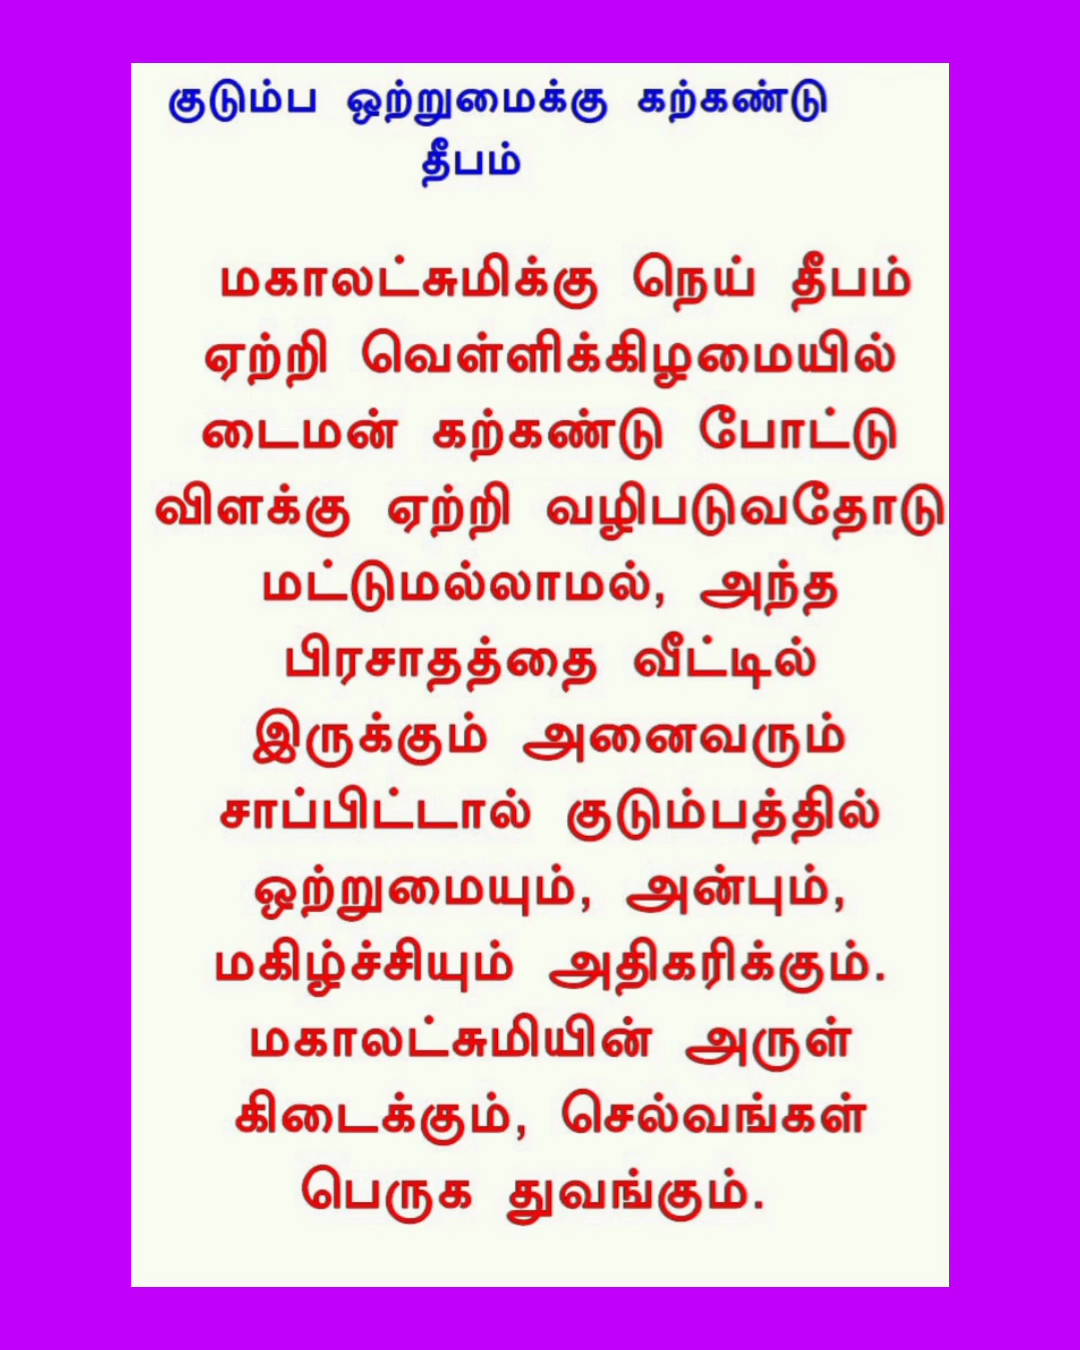 குடும்ப ஒற்றுமைக்கு கற்கண்டு
தீபம்
மகாலட்சுமிக்கு நெய் தீபம்
ஏற்றி வெள்ளிக்கிழமையில்
டைமன் கற்கண்டு போட்டு
விளக்கு ஏற்றி வழிபடுவதோடு
மட்டுமல்லாமல், அந்த
பிரசாதத்தை வீட்டில்
இருக்கும் அனைவரும்
சாப்பிட்டால் குடும்பத்தில்
ஒற்றுமையும், அன்பும்,
மகிழ்ச்சியும் அதிகரிக்கும்.
மகாலட்சுமியின் அருள்
கிடைக்கும், செல்வங்கள்
பெருக துவங்கும்.